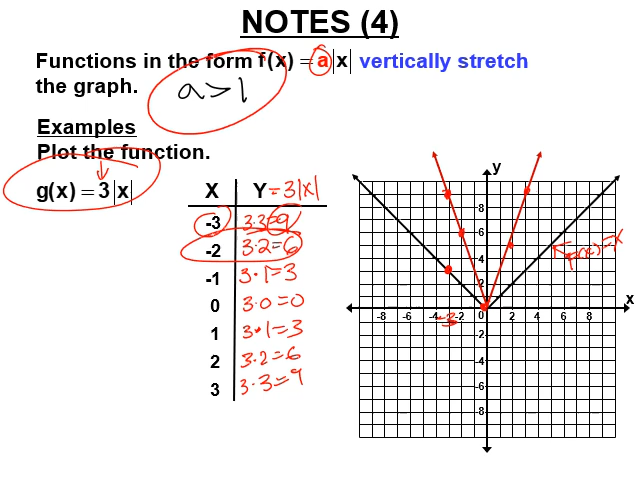 NOTES (4)
Functions in the form f(x) = a|x| vertically stretch
the graph.
a>1
Examples
Plot the function.
g(x) = 3|x|
X Y =3|x|
-3 3·3=9
-2 3·2=6
-1 3·1=3
0 3·0=0
1 3·1=3
2 3·2=6
3 3·3=9
y
8
6
4
2
x
-8 -6 -4 -2 0 2 4 6 8
-3
-2
-4
-6
-8